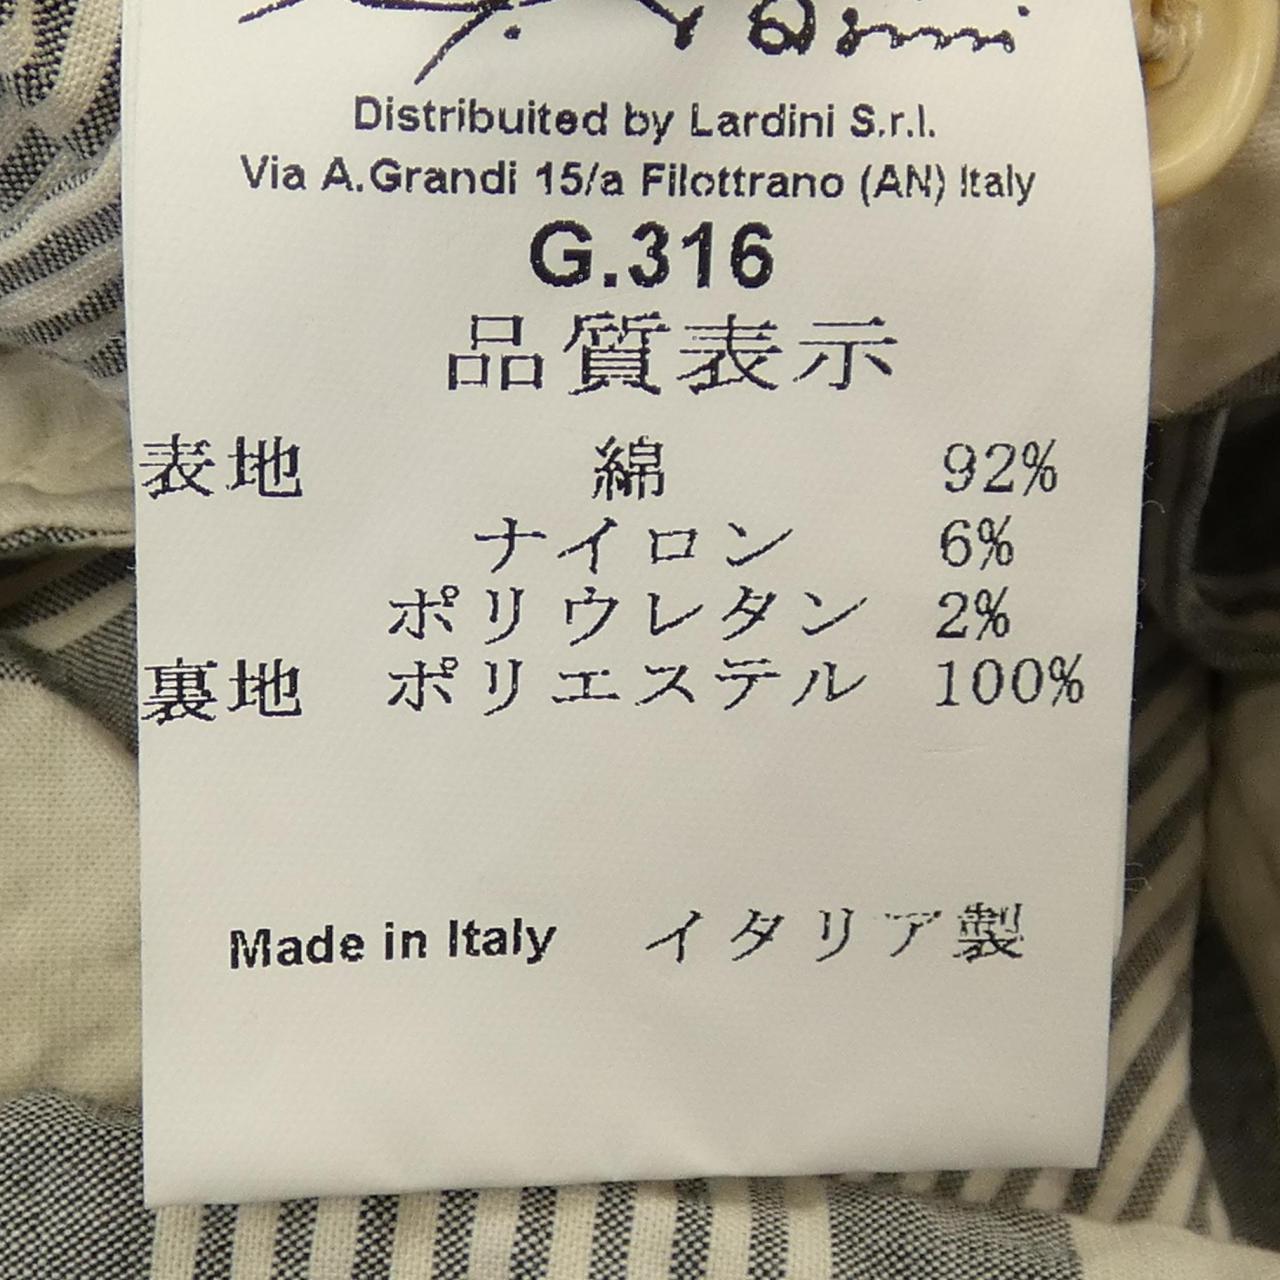 Distribuited by Lardini S.r.l.
Via A.Grandi 15/a Filottrano (AN) Italy
G.316
品質表示
表地 綿 92%
ナイロン 6%
ポリウレタン 2%
裏地 ポリエステル 100%
Made in Italy イタリア製